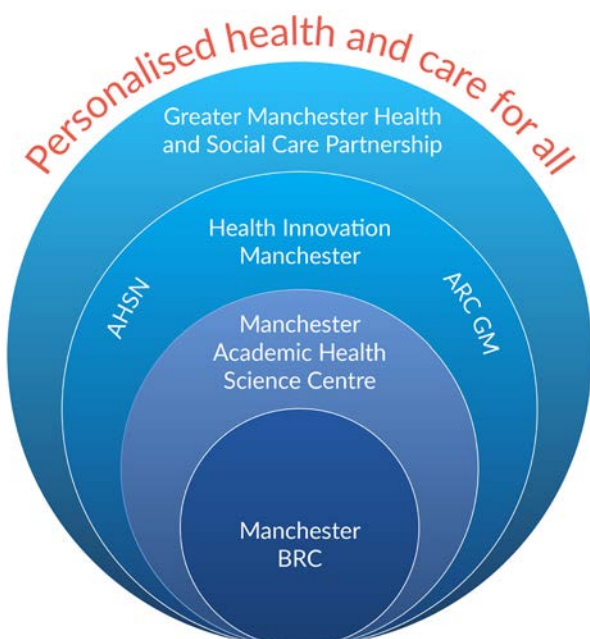 Personalised health and care for all
Greater Manchester Health
and Social Care Partnership
Health Innovation
Manchester
AHSN
ARC GM
Manchester
Academic Health
Science Centre
Manchester
BRC